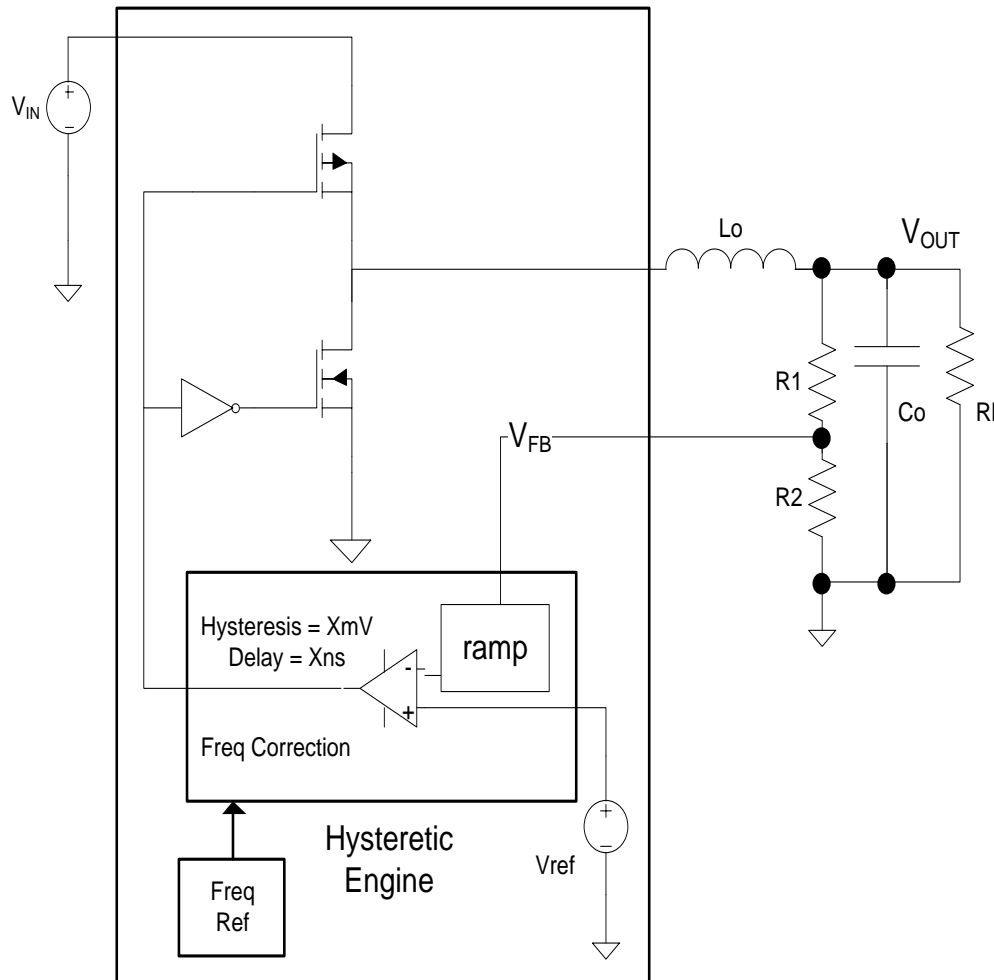 VIN
+
-
Lo
VOUT
R1
Co
VFB
R2
Hysteresis = XmV
Delay = Xns
ramp
-
+
Freq Correction
+
-
Vref
Hysteretic
Engine
Freq
Ref